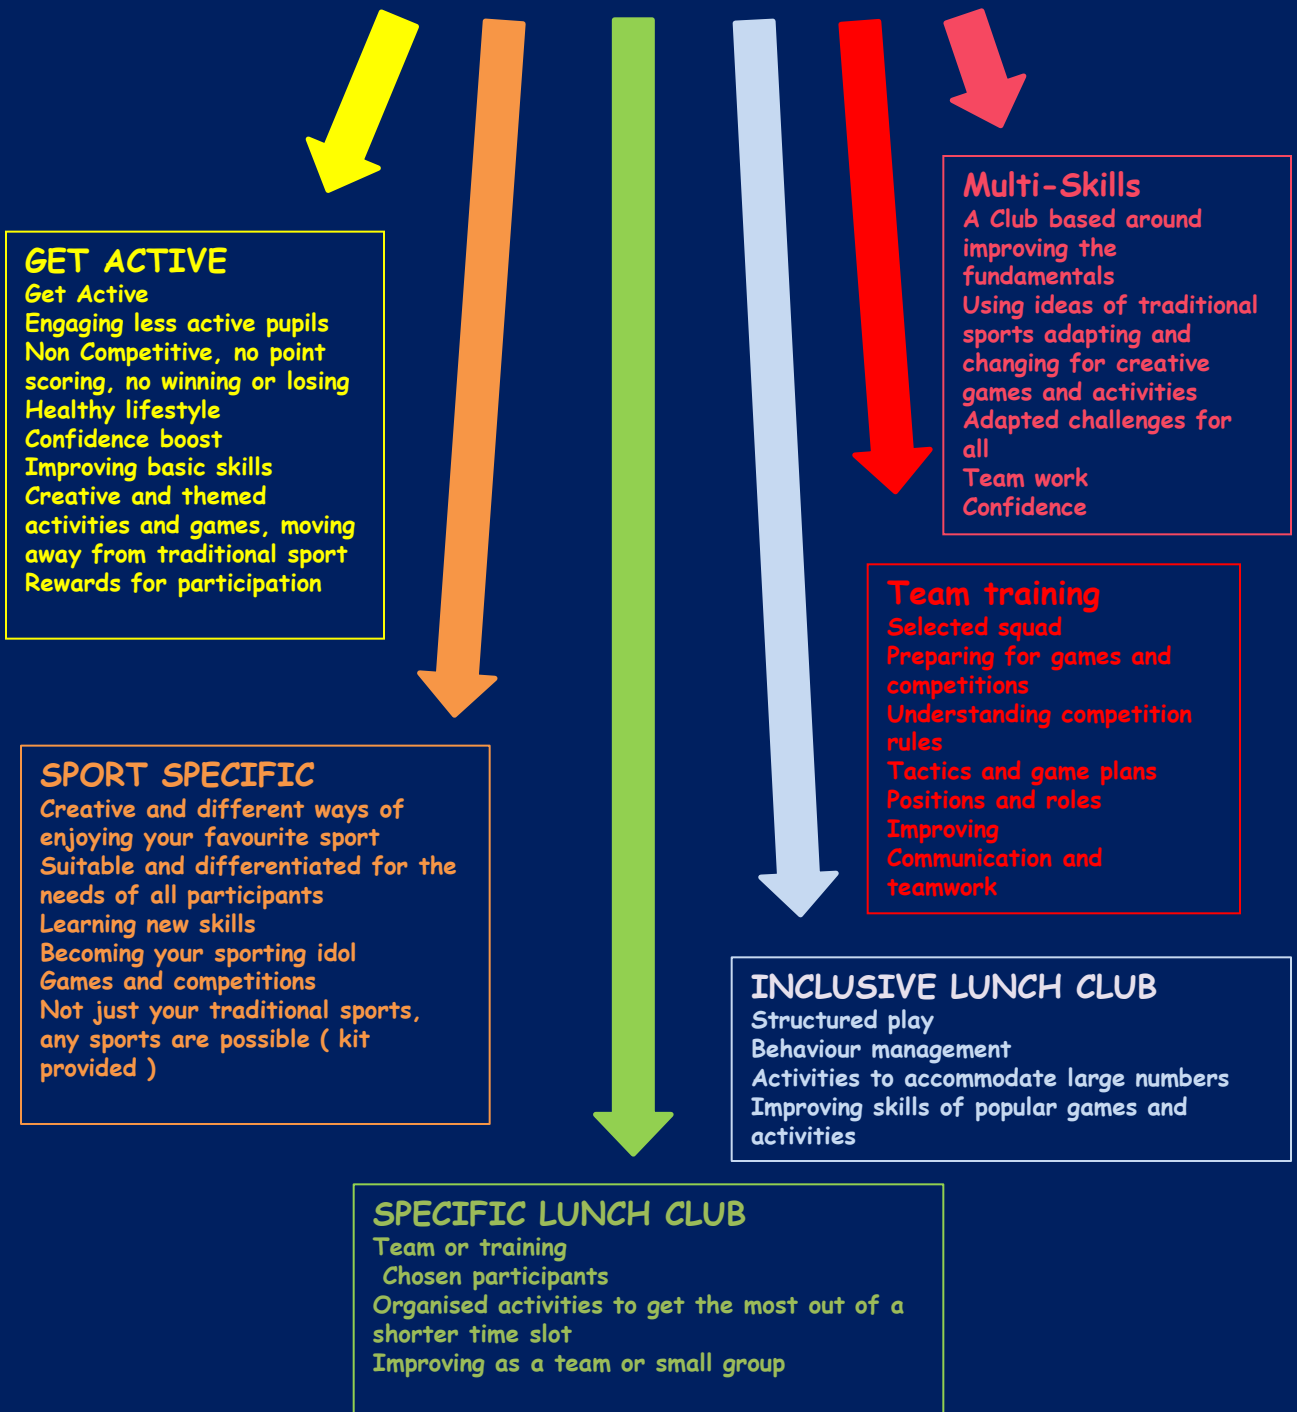 Multi-Skills
A Club based around
improving the
fundamentals
Using ideas of traditional
sports adapting and
changing for creative
games and activities
Adapted challenges for
all
Team work
Confidence
GET ACTIVE
Get Active
Engaging less active pupils
Non Competitive, no point
scoring, no winning or losing
Healthy lifestyle
Confidence boost
Improving basic skills
Creative and themed
activities and games, moving
away from traditional sport
Rewards for participation
Team training
Selected squad
Preparing for games and
competitions
Understanding competition
rules
Tactics and game plans
Positions and roles
Improving
Communication and
teamwork
SPORT SPECIFIC
Creative and different ways of
enjoying your favourite sport
Suitable and differentiated for the
needs of all participants
Learning new skills
Becoming your sporting idol
Games and competitions
Not just your traditional sports,
any sports are possible ( kit
provided )
INCLUSIVE LUNCH CLUB
Structured play
Behaviour management
Activities to accommodate large numbers
Improving skills of popular games and
activities
SPECIFIC LUNCH CLUB
Team or training
Chosen participants
Organised activities to get the most out of a
shorter time slot
Improving as a team or small group